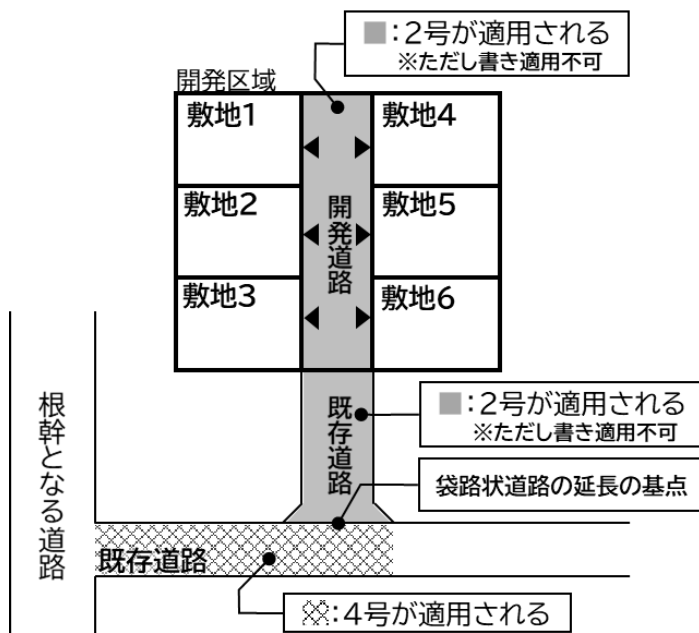 ■:2号が適用される
※ただし書き適用不可
開発区域
敷地1
敷地4
敷地2
敷地5
開発道路
敷地3
敷地6
根幹となる道路
既存道路
■:2号が適用される
※ただし書き適用不可
袋路状道路の延長の基点
既存道路
:4号が適用される